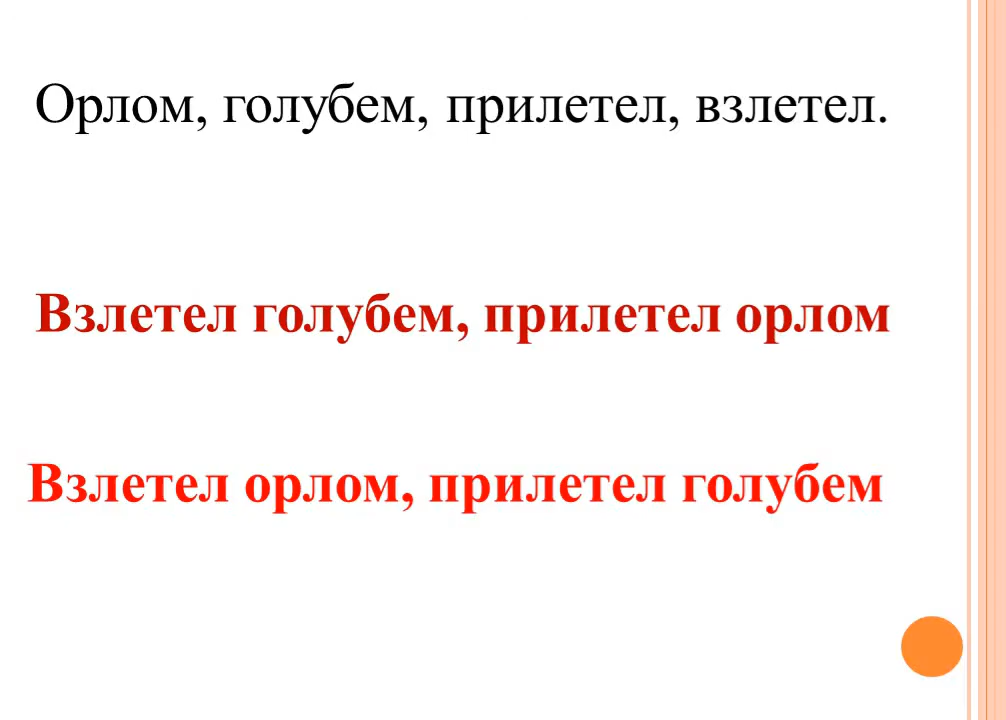 Орлом, голубем, прилетел, взлетел.
Взлетел голубем, прилетел орлом
Взлетел орлом, прилетел голубем